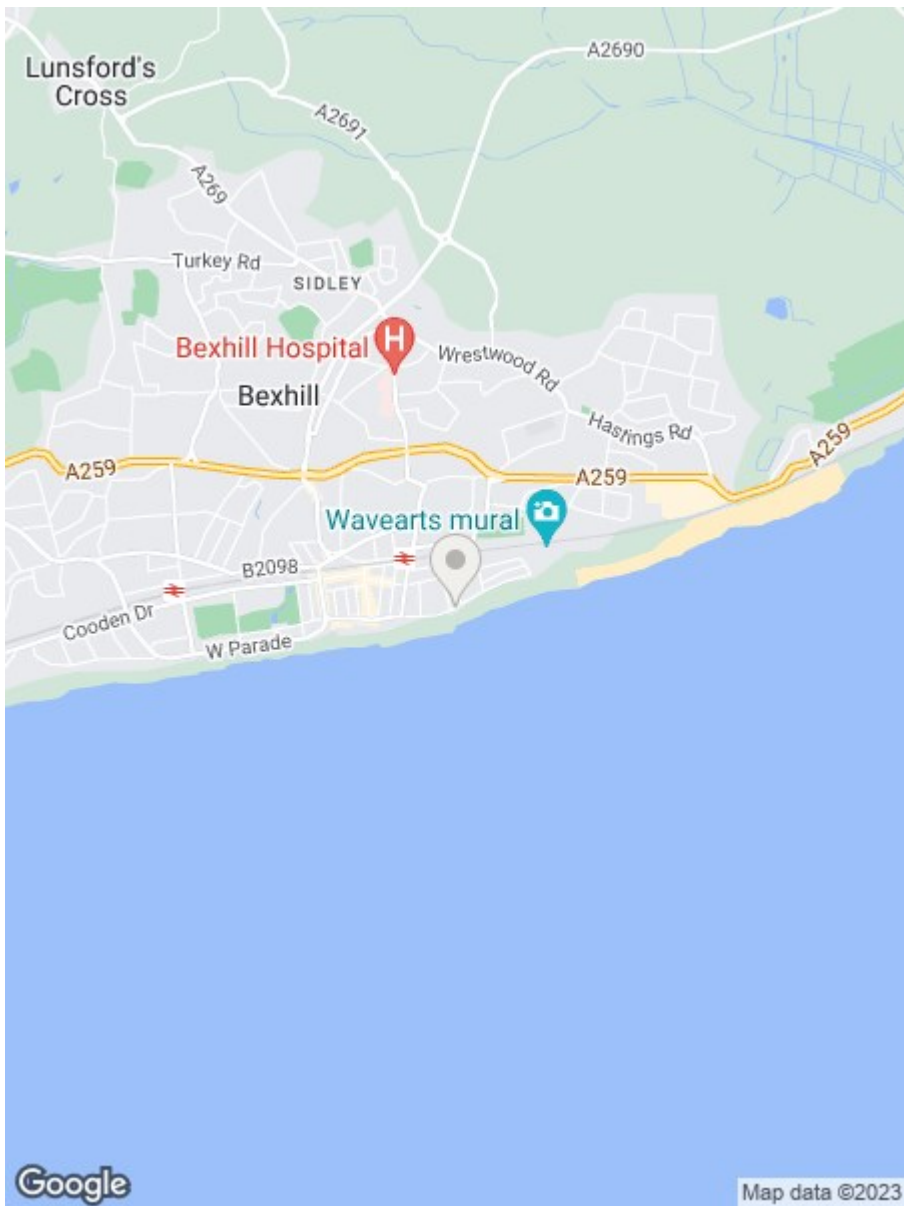 A2690
Lunsford's
Cross
A2691
A269
Turkey Rd
SIDLEY
Bexhill Hospital
H
Wrestwood Rd
Bexhill
Hastings Rd
A259
A259
A259
Wavearts mural
B2098
Cooden Dr
W Parade
Google
Map data ©2023